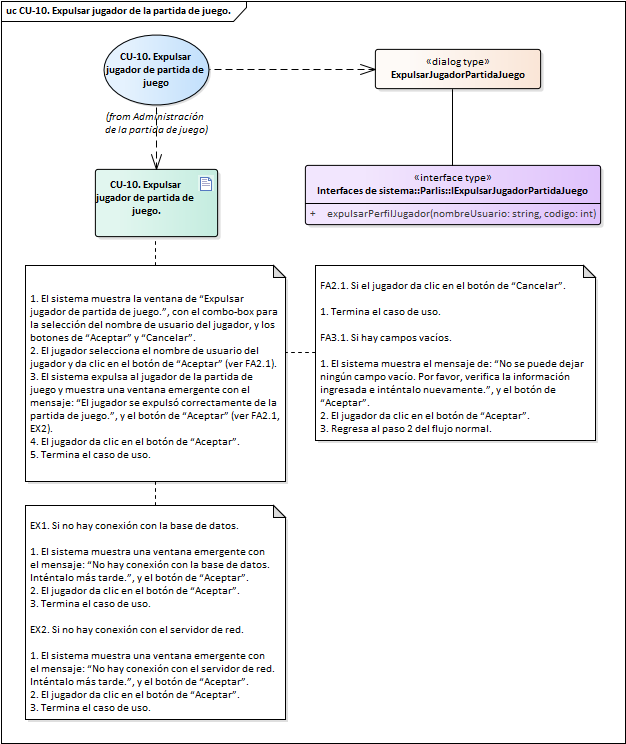 uc CU-10. Expulsar jugador de la partida de juego.
CU-10. Expulsar
jugador de partida de
juego
(from Administración
de la partida de juego)
«dialog type»
ExpulsarJugadorPartidaJuego
CU-10. Expulsar
jugador de partida de
juego.
«interface type»
Interfaces de sistema::Parlis::IExpulsarJugadorPartidaJuego
+ expulsarPerfilJugador(nombreUsuario: string, codigo: int)
1. El sistema muestra la ventana de “Expulsar
jugador de partida de juego.”, con el combo-box para
la selección del nombre de usuario del jugador, y los
botones de “Aceptar” y “Cancelar”.
2. El jugador selecciona el nombre de usuario del
jugador y da clic en el botón de “Aceptar” (ver FA2.1).
3. El sistema expulsa al jugador de la partida de
juego y muestra una ventana emergente con el
mensaje: “El jugador se expulsó correctamente de la
partida de juego.”, y el botón de “Aceptar” (ver FA2.1,
EX2).
4. El jugador da clic en el botón de “Aceptar”.
5. Termina el caso de uso.
FA2.1. Si el jugador da clic en el botón de “Cancelar”.
1. Termina el caso de uso.
FA3.1. Si hay campos vacíos.
1. El sistema muestra el mensaje de: “No se puede dejar
ningún campo vacío. Por favor, verifica la información
ingresada e inténtalo nuevamente.”, y el botón de
“Aceptar”.
2. El jugador da clic en el botón de “Aceptar”.
3. Regresa al paso 2 del flujo normal.
EX1. Si no hay conexión con la base de datos.
1. El sistema muestra una ventana emergente con
el mensaje: “No hay conexión con la base de datos.
Inténtalo más tarde.”, y el botón de “Aceptar”.
2. El jugador da clic en el botón de “Aceptar”.
3. Termina el caso de uso.
EX2. Si no hay conexión con el servidor de red.
1. El sistema muestra una ventana emergente con
el mensaje: “No hay conexión con el servidor de red.
Inténtalo más tarde.”, y el botón de “Aceptar”.
2. El jugador da clic en el botón de “Aceptar”.
3. Termina el caso de uso.